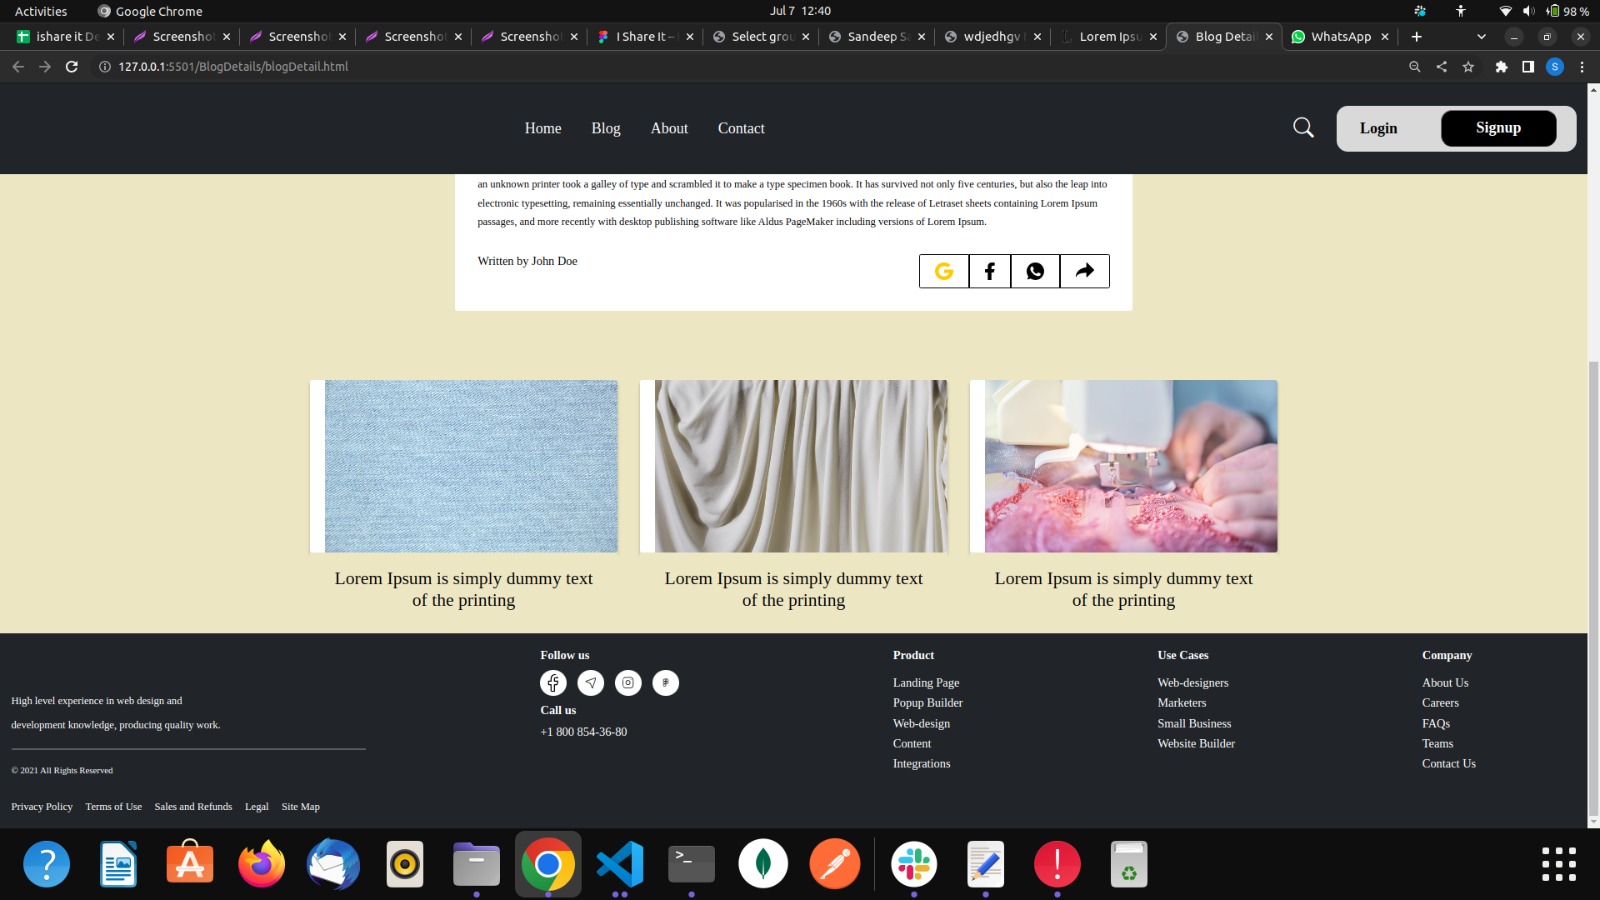 Activities
Google Chrome
Jul 7 12:40
98 %
ishare it De
Screensho
Screensho
Screensho
Screensho
I Share It –
Select grou
Sandeep S
wdjedhgv
Lorem Ipsu
Blog Detai
WhatsApp
127.0.0.1:5501/BlogDetails/blogDetail.html
S
Home
Blog
About
Contact
Login
Signup
an unknown printer took a galley of type and scrambled it to make a type specimen book. It has survived not only five centuries, but also the leap into
electronic typesetting, remaining essentially unchanged. It was popularised in the 1960s with the release of Letraset sheets containing Lorem Ipsum
passages, and more recently with desktop publishing software like Aldus PageMaker including versions of Lorem Ipsum.
Written by John Doe
Lorem Ipsum is simply dummy text
of the printing
Lorem Ipsum is simply dummy text
of the printing
Lorem Ipsum is simply dummy text
of the printing
High level experience in web design and
development knowledge, producing quality work.
© 2021 All Rights Reserved
Privacy Policy
Terms of Use
Sales and Refunds
Legal
Site Map
Follow us
Call us
+1 800 854-36-80
Product
Landing Page
Popup Builder
Web-design
Content
Integrations
Use Cases
Web-designers
Marketers
Small Business
Website Builder
Company
About Us
Careers
FAQs
Teams
Contact Us